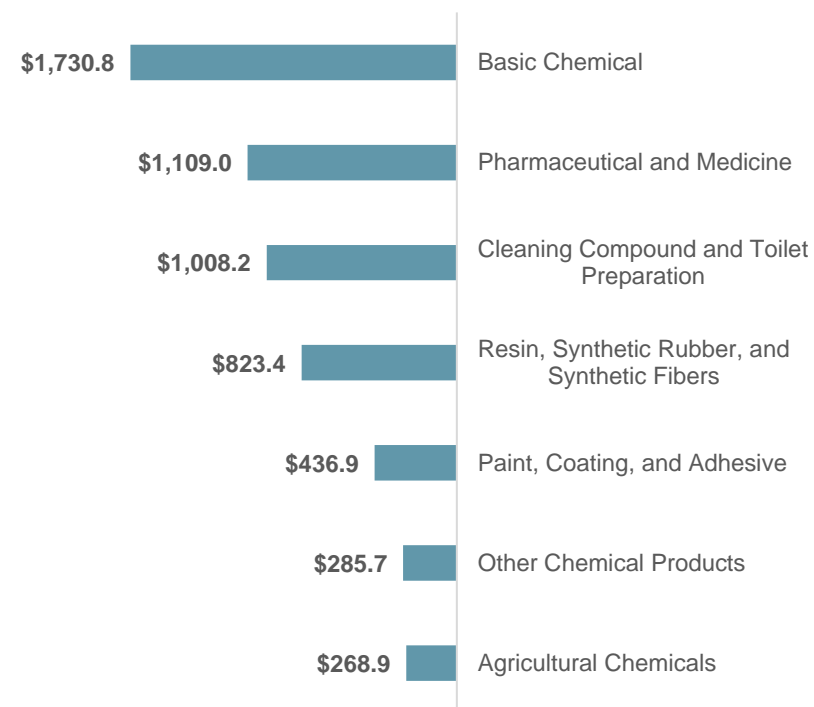 $1,730.8 Basic Chemical
$1,109.0 Pharmaceutical and Medicine
$1,008.2 Cleaning Compound and Toilet
Preparation
$823.4 Resin, Synthetic Rubber, and
Synthetic Fibers
$436.9 Paint, Coating, and Adhesive
$285.7 Other Chemical Products
$268.9 Agricultural Chemicals